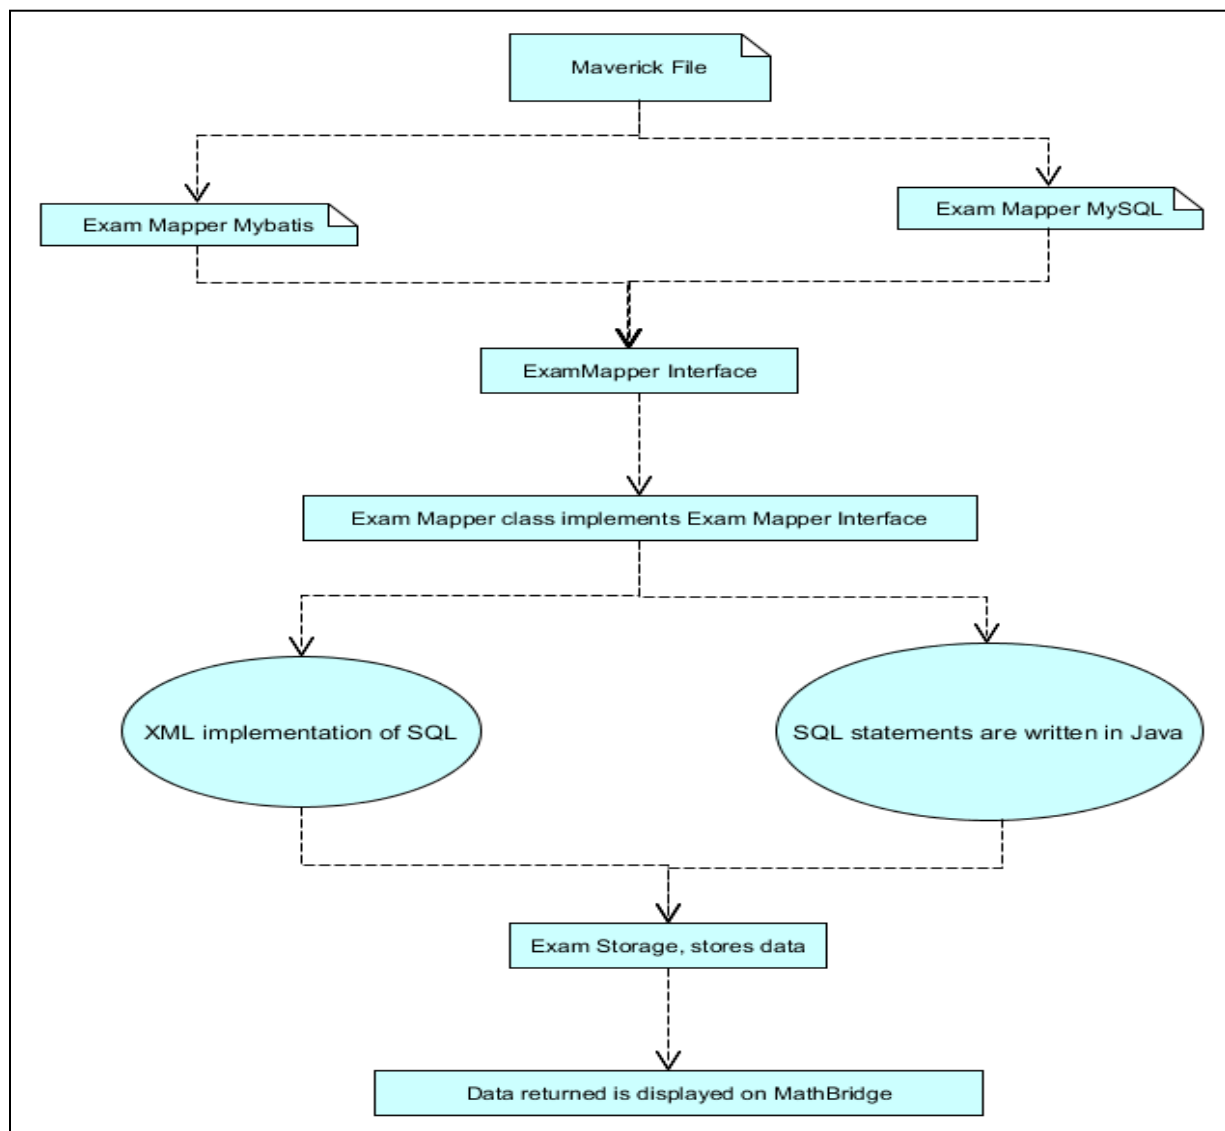 Maverick File
Exam Mapper Mybatis
Exam Mapper MySQL
ExamMapper Interface
Exam Mapper class implements Exam Mapper Interface
XML implementation of SQL
SQL statements are written in Java
Exam Storage, stores data
Data returned is displayed on MathBridge